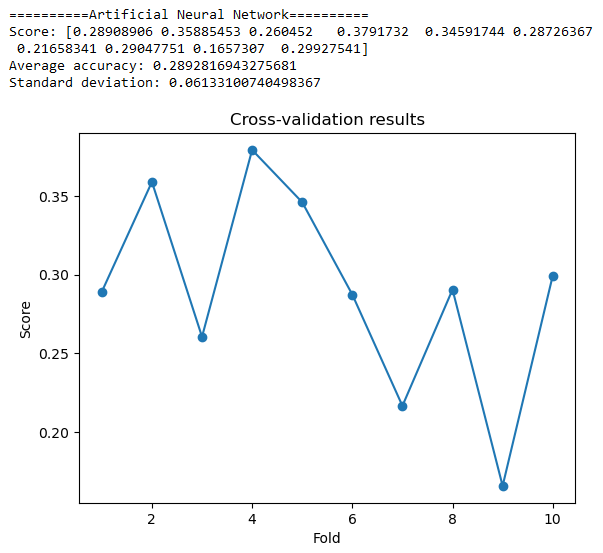 ==========Artificial Neural Network==========
Score: [0.28908906 0.35885453 0.260452   0.3791732  0.34591744 0.28726367
 0.21658341 0.29047751 0.1657307  0.29927541]
Average accuracy: 0.2892816943275681
Standard deviation: 0.06133100740498367
Cross-validation results
0.35
0.30
0.25
0.20
Score
2 4 6 8 10
Fold